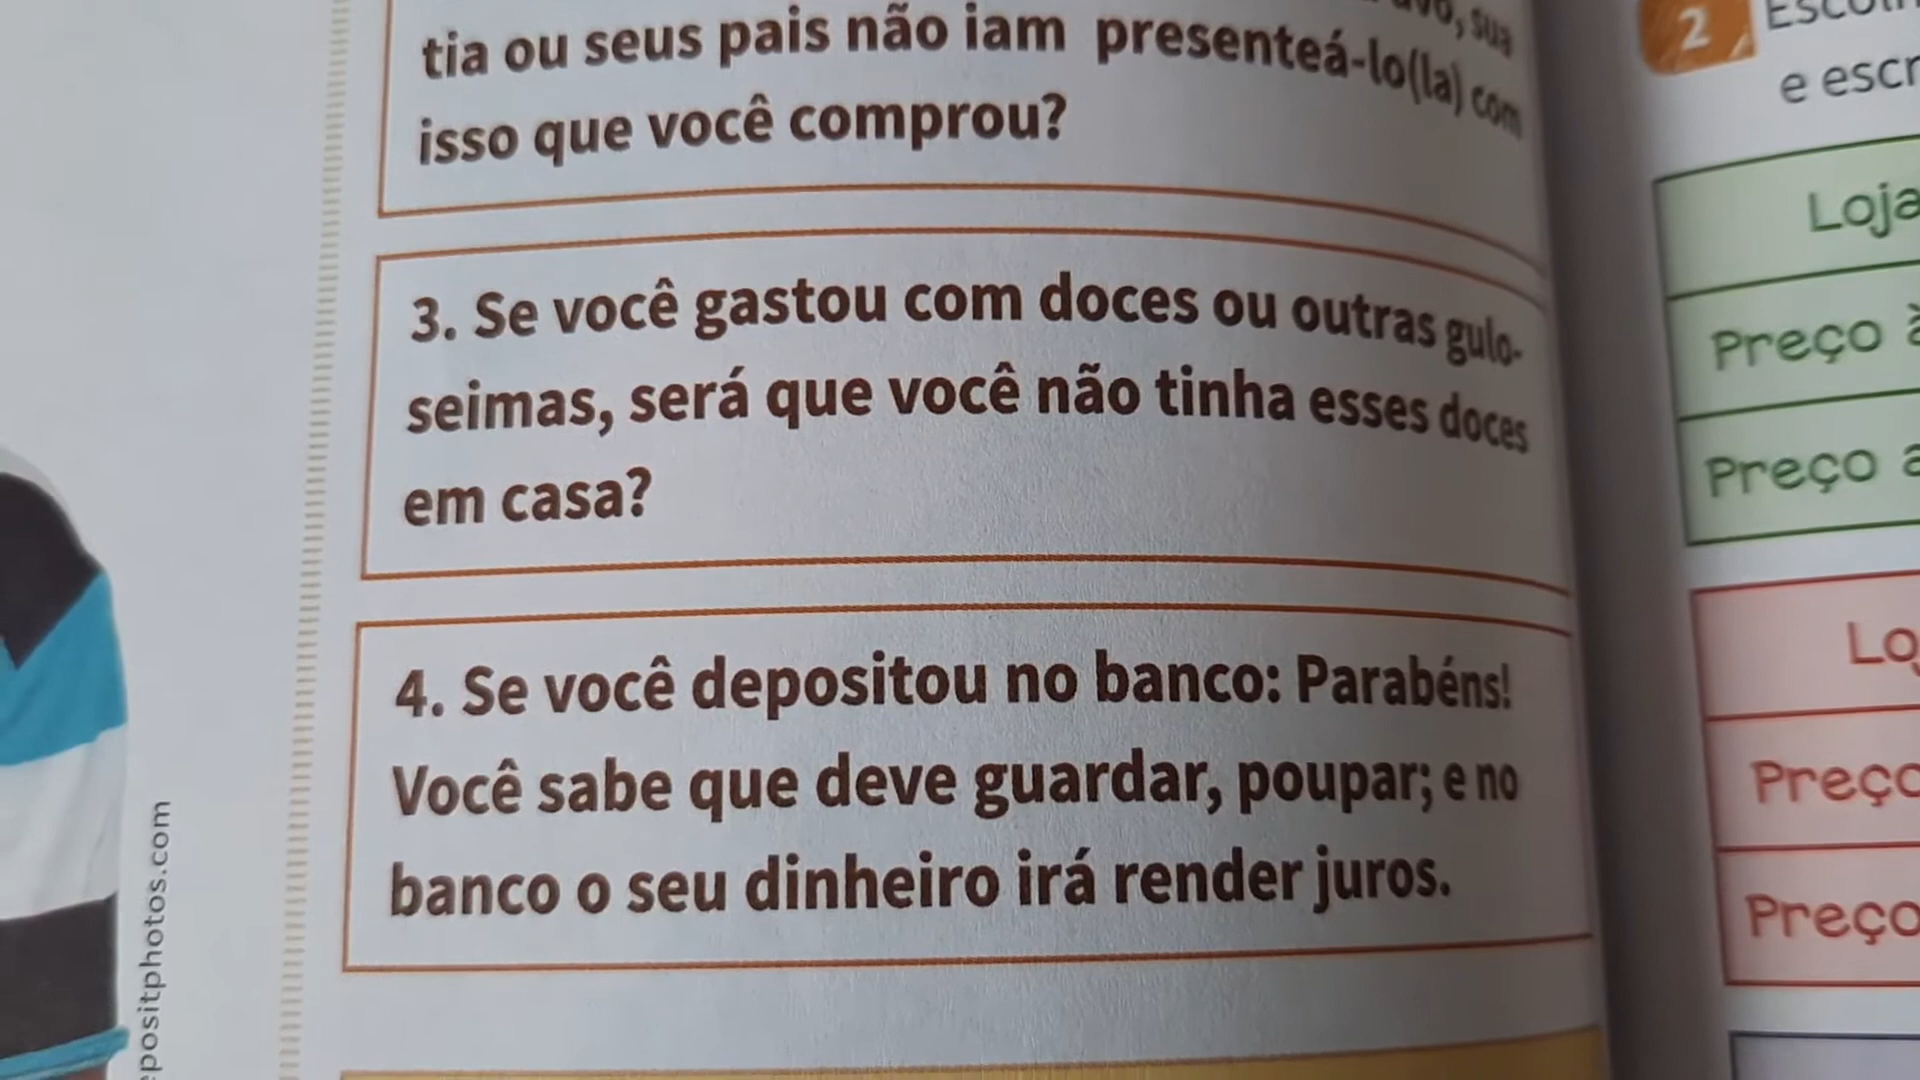 sua
tia ou seus pais não iam presenteá-lo(la) com
isso que você comprou?
3. Se você gastou com doces ou outras gulo-
seimas, será que você não tinha esses doces
em casa?
4. Se você depositou no banco: Parabéns!
Você sabe que deve guardar, poupar; e no
banco o seu dinheiro irá render juros.
epositphotos.com
2
e escr
Loja
Preço
Preço
Lo
Preço
Preço